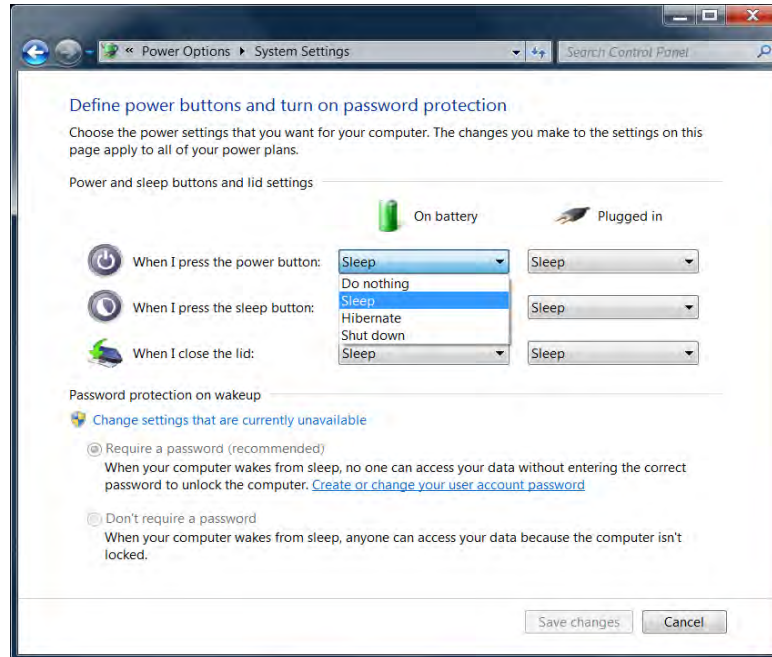 « Power Options ▸ System Settings
Search Control Panel
Define power buttons and turn on password protection
Choose the power settings that you want for your computer. The changes you make to the settings on this
page apply to all of your power plans.
Power and sleep buttons and lid settings
On battery Plugged in
When I press the power button: Sleep Sleep
Do nothing
Sleep
Hibernate
Shut down
When I press the sleep button: Sleep
When I close the lid: Sleep Sleep
Password protection on wakeup
Change settings that are currently unavailable
Require a password (recommended)
When your computer wakes from sleep, no one can access your data without entering the correct
password to unlock the computer. Create or change your user account password
Don't require a password
When your computer wakes from sleep, anyone can access your data because the computer isn't
locked.
Save changes Cancel